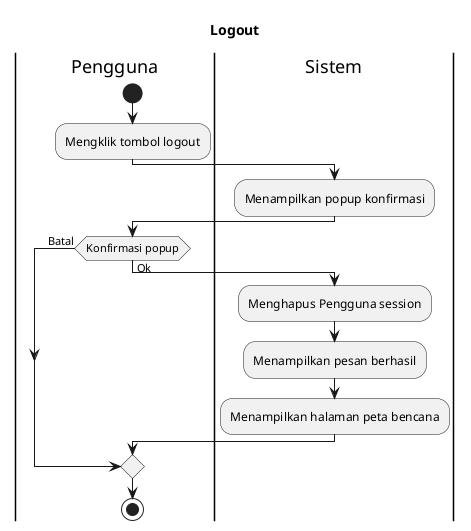 Logout
Pengguna
Sistem
Mengklik tombol logout
Menampilkan popup konfirmasi
Batal
Konfirmasi popup
Ok
Menghapus Pengguna session
Menampilkan pesan berhasil
Menampilkan halaman peta bencana